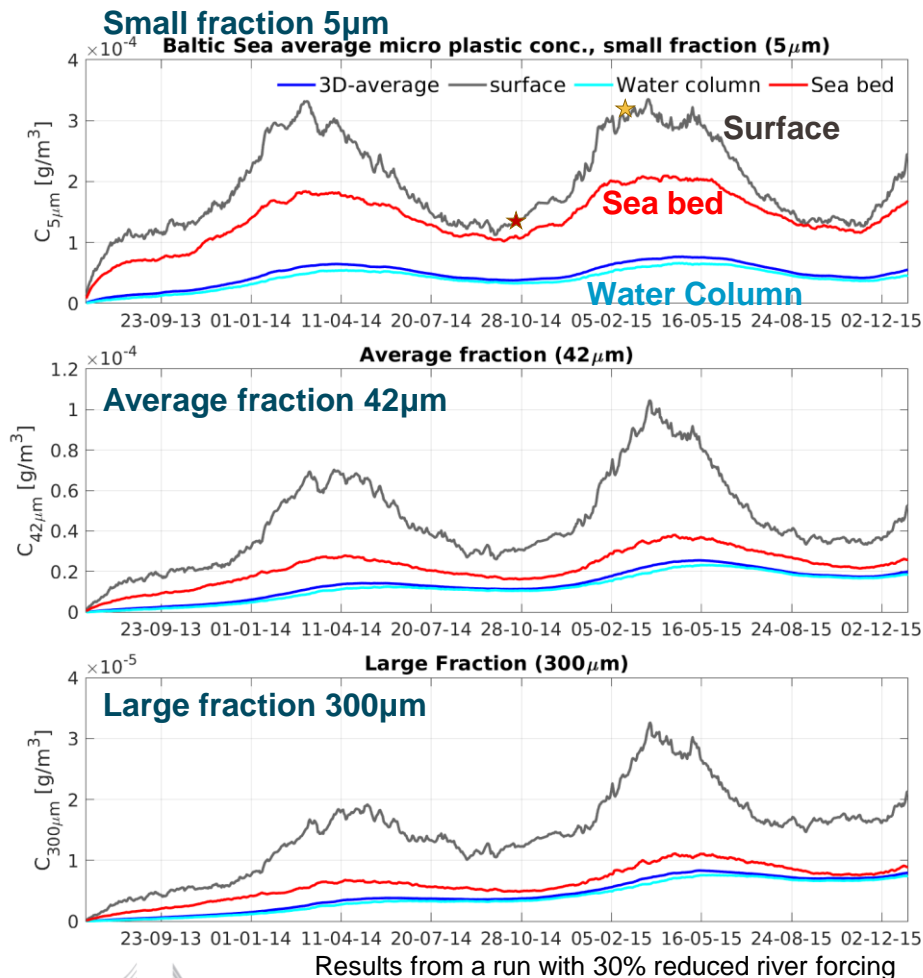 Small fraction 5µm
Baltic Sea average micro plastic conc., small fraction (5µm)
×10⁻⁴
3D-average surface Water column Sea bed
4
3
2
1
0
C5µm [g/m³]
Surface
Sea bed
Water Column
23-09-13 01-01-14 11-04-14 20-07-14 28-10-14 05-02-15 16-05-15 24-08-15 02-12-15
Average fraction (42µm)
×10⁻⁴
Average fraction 42µm
1.2
1
0.8
0.6
0.4
0.2
0
C42µm [g/m³]
23-09-13 01-01-14 11-04-14 20-07-14 28-10-14 05-02-15 16-05-15 24-08-15 02-12-15
Large Fraction (300µm)
×10⁻⁵
Large fraction 300µm
4
3
2
1
0
C300µm [g/m³]
23-09-13 01-01-14 11-04-14 20-07-14 28-10-14 05-02-15 16-05-15 24-08-15 02-12-15
Results from a run with 30% reduced river forcing